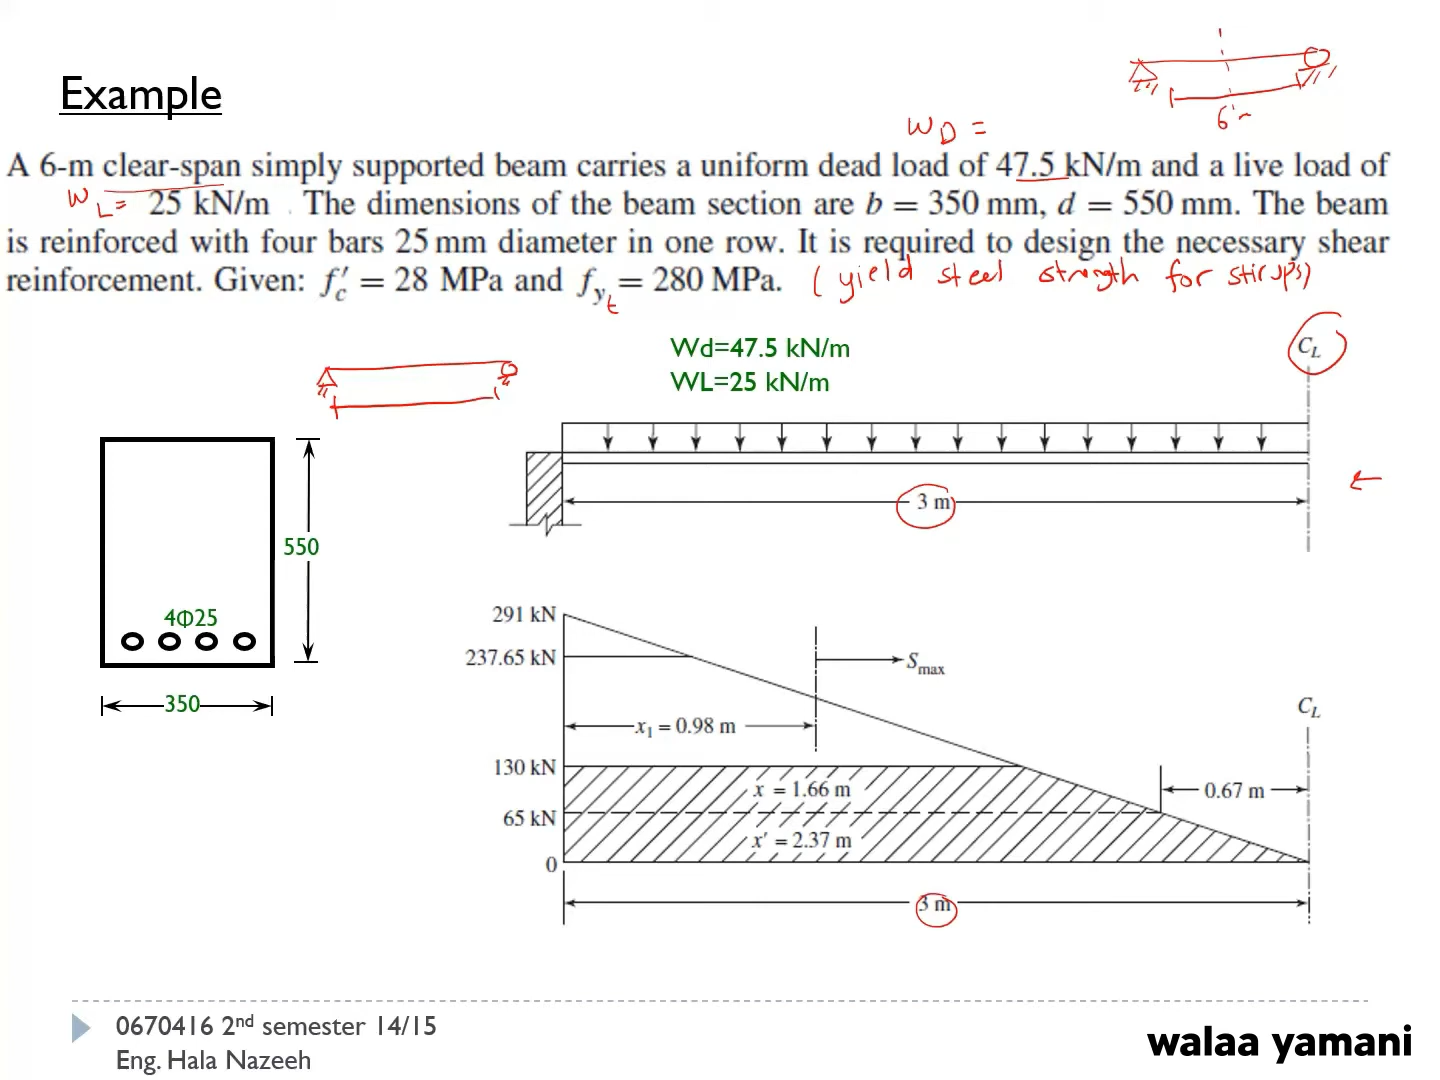 Example
6m
W D =
A 6-m clear-span simply supported beam carries a uniform dead load of 47.5 kN/m and a live load of
W L= 25 kN/m . The dimensions of the beam section are b = 350 mm, d = 550 mm. The beam
is reinforced with four bars 25 mm diameter in one row. It is required to design the necessary shear
reinforcement. Given: f′c = 28 MPa and fyt = 280 MPa. (yield steel strength for stirups)
Wd=47.5 kN/m
WL=25 kN/m
CL
3 m
550
4Φ25
350
291 kN
237.65 kN
Smax
x1 = 0.98 m
CL
130 kN
x = 1.66 m
0.67 m
65 kN
x′ = 2.37 m
0
3 m
0670416 2nd semester 14/15
Eng. Hala Nazeeh
walaa yamani